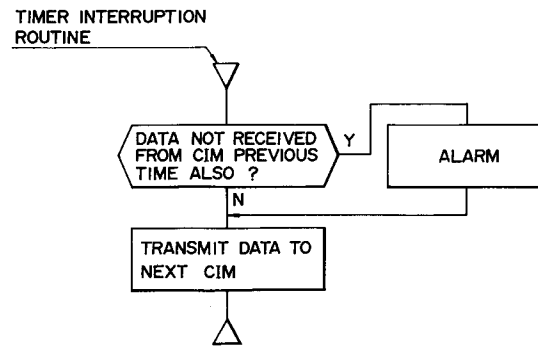 TIMER INTERRUPTION
ROUTINE
DATA NOT RECEIVED
FROM CIM PREVIOUS
TIME ALSO ?
Y
ALARM
N
TRANSMIT DATA TO
NEXT CIM